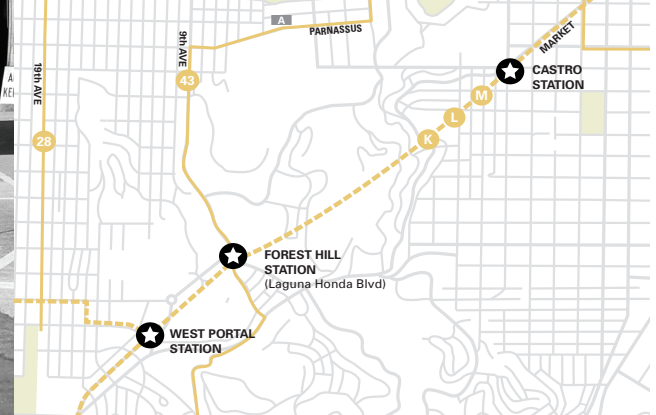 A
PARNASSUS
9th AVE
MARKET
CASTRO
STATION
19th AVE
43
M
L
K
28
FOREST HILL
STATION
(Laguna Honda Blvd)
WEST PORTAL
STATION